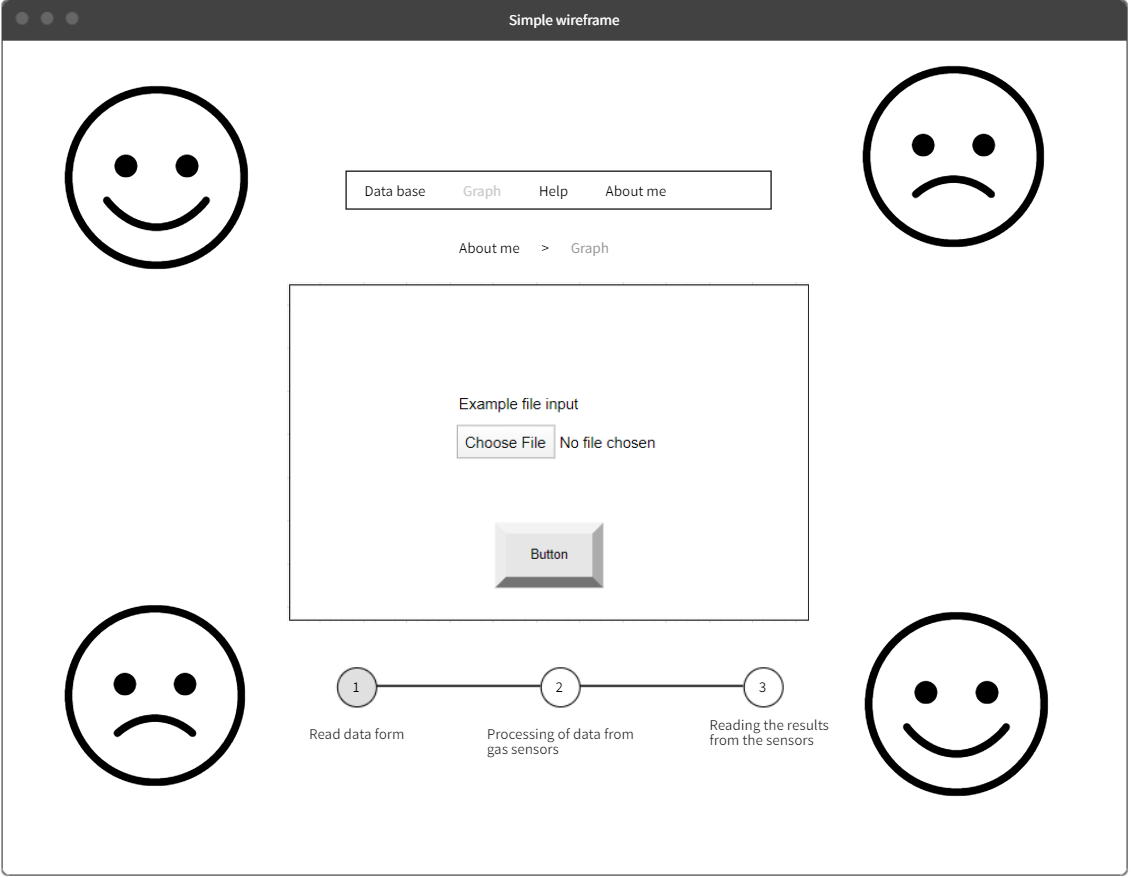 Simple wireframe
Data base Graph Help About me
About me > Graph
Example file input
Choose File No file chosen
Button
1 2 3
Read data form
Processing of data from
gas sensors
Reading the results
from the sensors